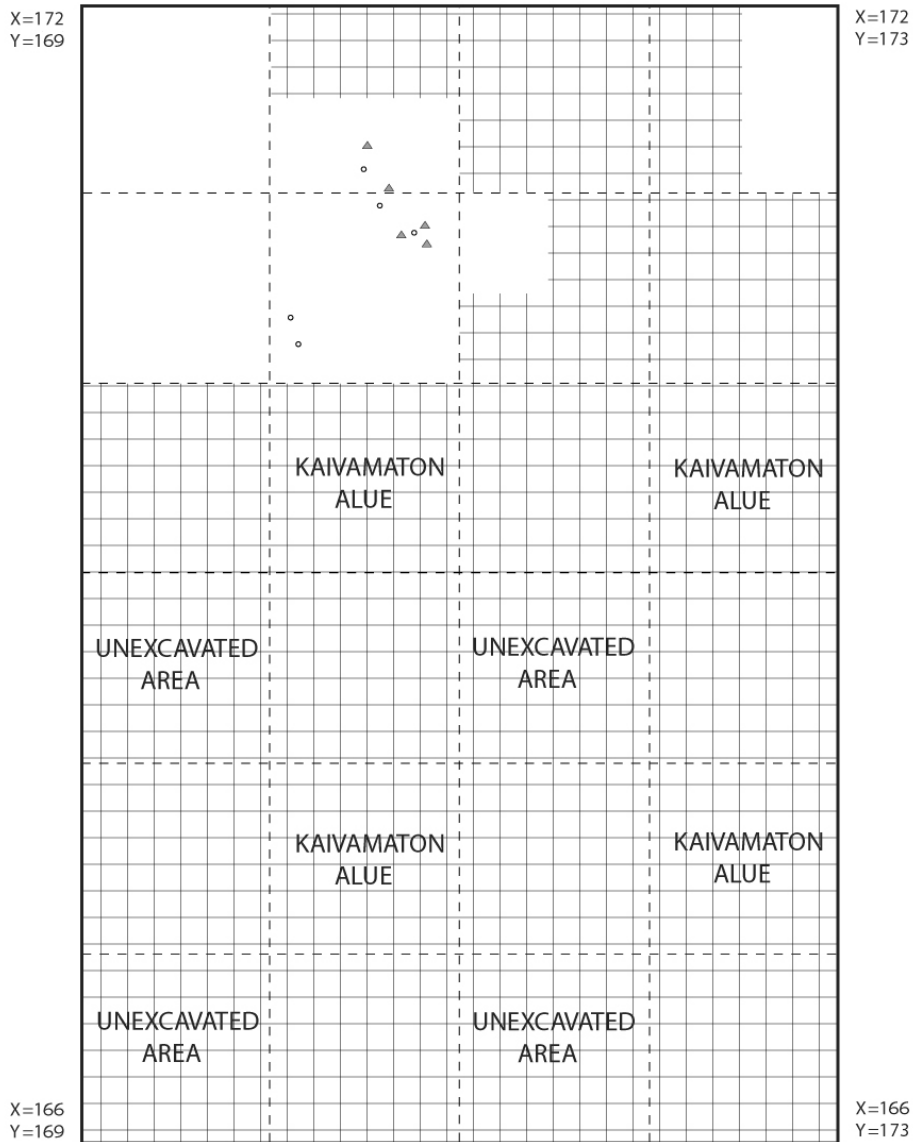 X=172
Y=169
X=172
Y=173
KAIVAMATON
ALUE
KAIVAMATON
ALUE
UNEXCAVATED
AREA
UNEXCAVATED
AREA
KAIVAMATON
ALUE
KAIVAMATON
ALUE
UNEXCAVATED
AREA
UNEXCAVATED
AREA
X=166
Y=169
X=166
Y=173